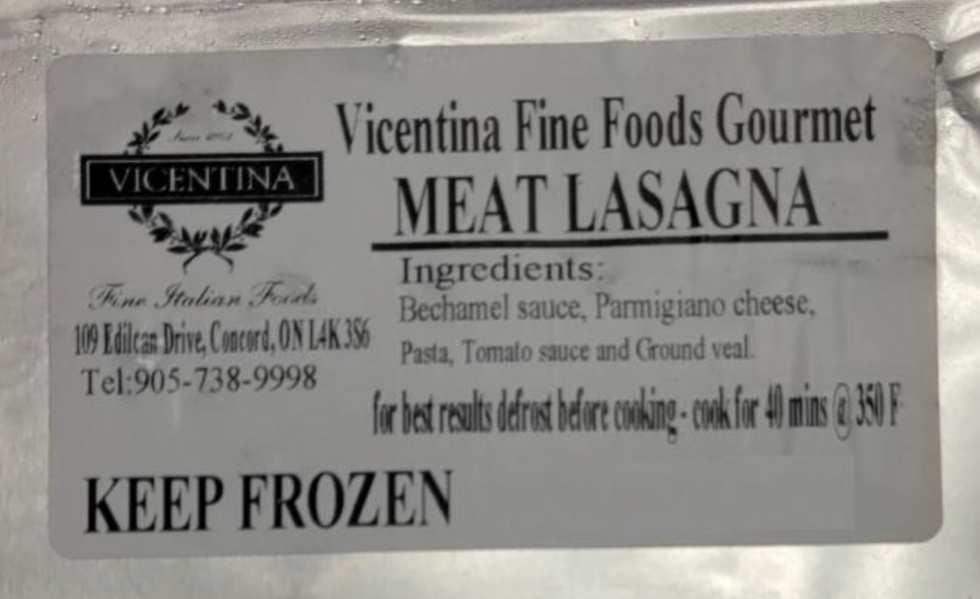 Vicentina Fine Foods Gourmet
MEAT LASAGNA
Since
VICENTINA
Fine Italian Foods
109 Edilcan Drive, Concord, ON L4K 3S6
Tel:905-738-9998
Ingredients:
Bechamel sauce, Parmigiano cheese,
Pasta, Tomato sauce and Ground veal.
for best results defrost before cooking - cook for 40 mins @ 350 F
KEEP FROZEN